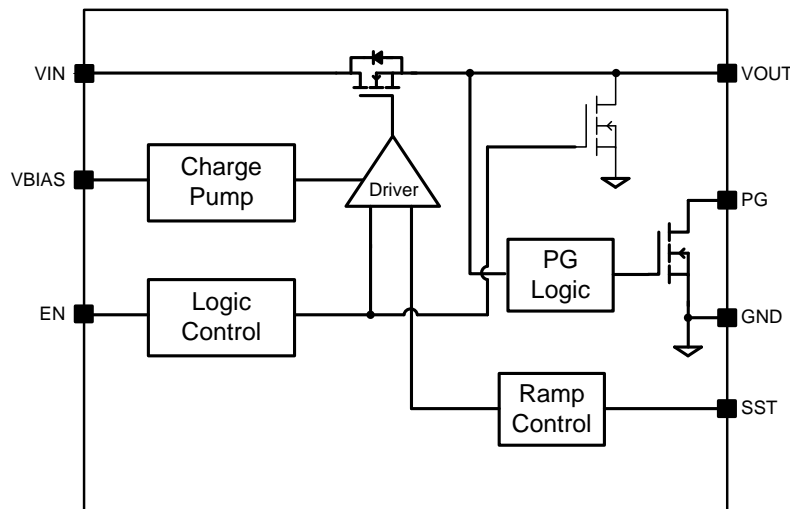 VIN
VOUT
VBIAS
Charge
Pump
Driver
PG
EN
Logic
Control
PG
Logic
GND
Ramp
Control
SST